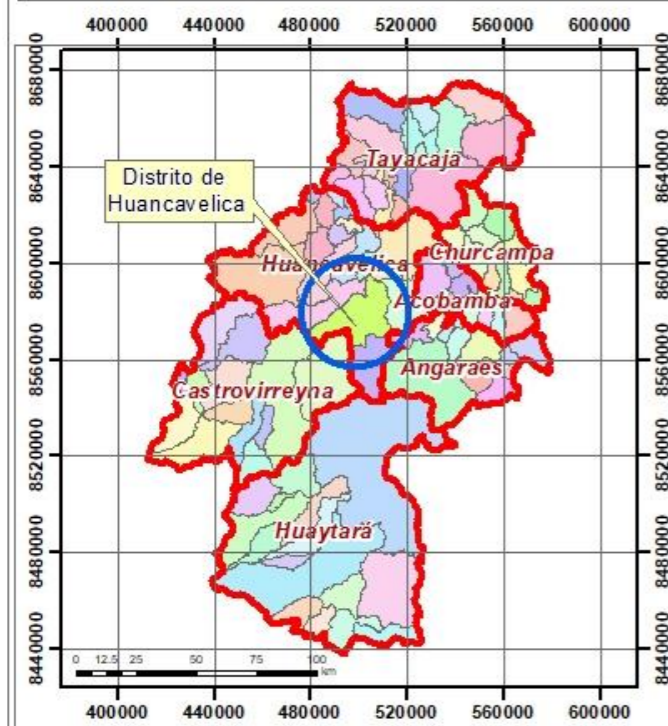 400000 440000 480000 520000 560000 600000
8680000
8640000
8600000
8560000
8520000
8480000
8440000
Tayacaja
Distrito de
Huancavelica
Churcampa
Huancavelica
Acobamba
Angaraes
Castrovirreyna
Huaytará
0 12.5 25 50 75 100
km
8680000
8640000
8600000
8560000
8520000
8480000
8440000
400000 440000 480000 520000 560000 600000